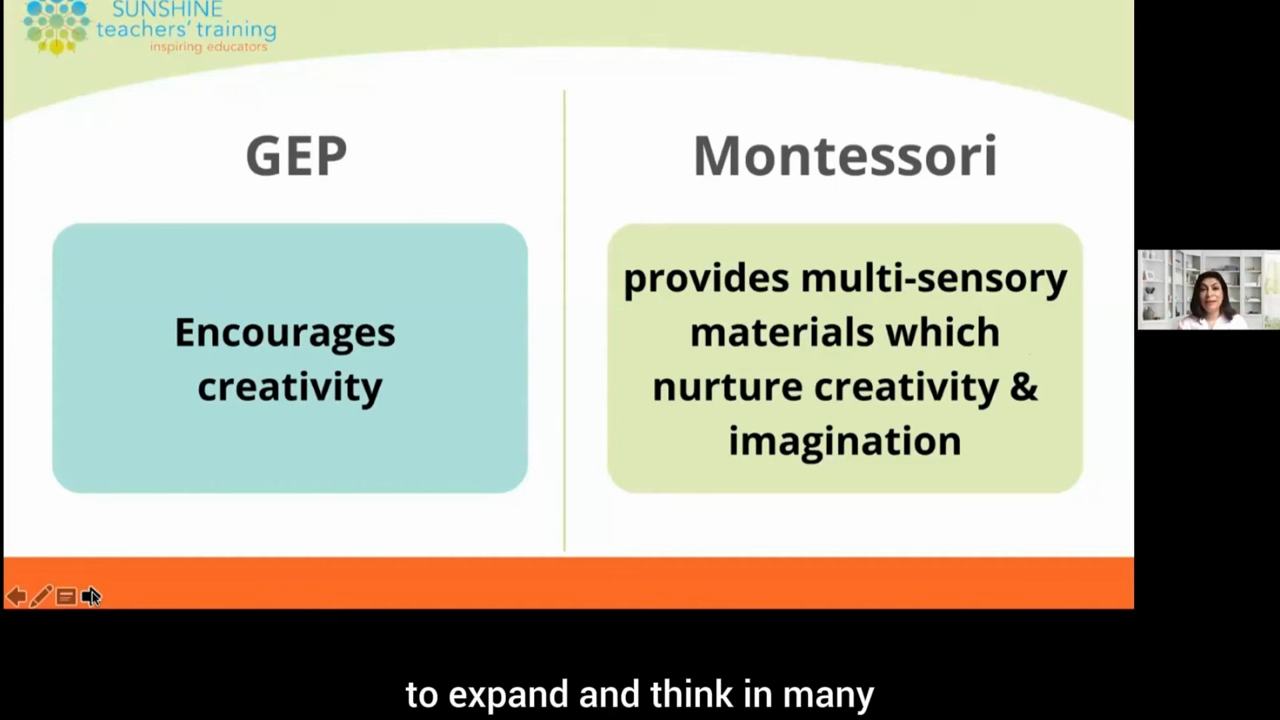 SUNSHINE
teachers' training
inspiring educators
GEP
Montessori
Encourages
creativity
provides multi-sensory
materials which
nurture creativity &
imagination
to expand and think in many